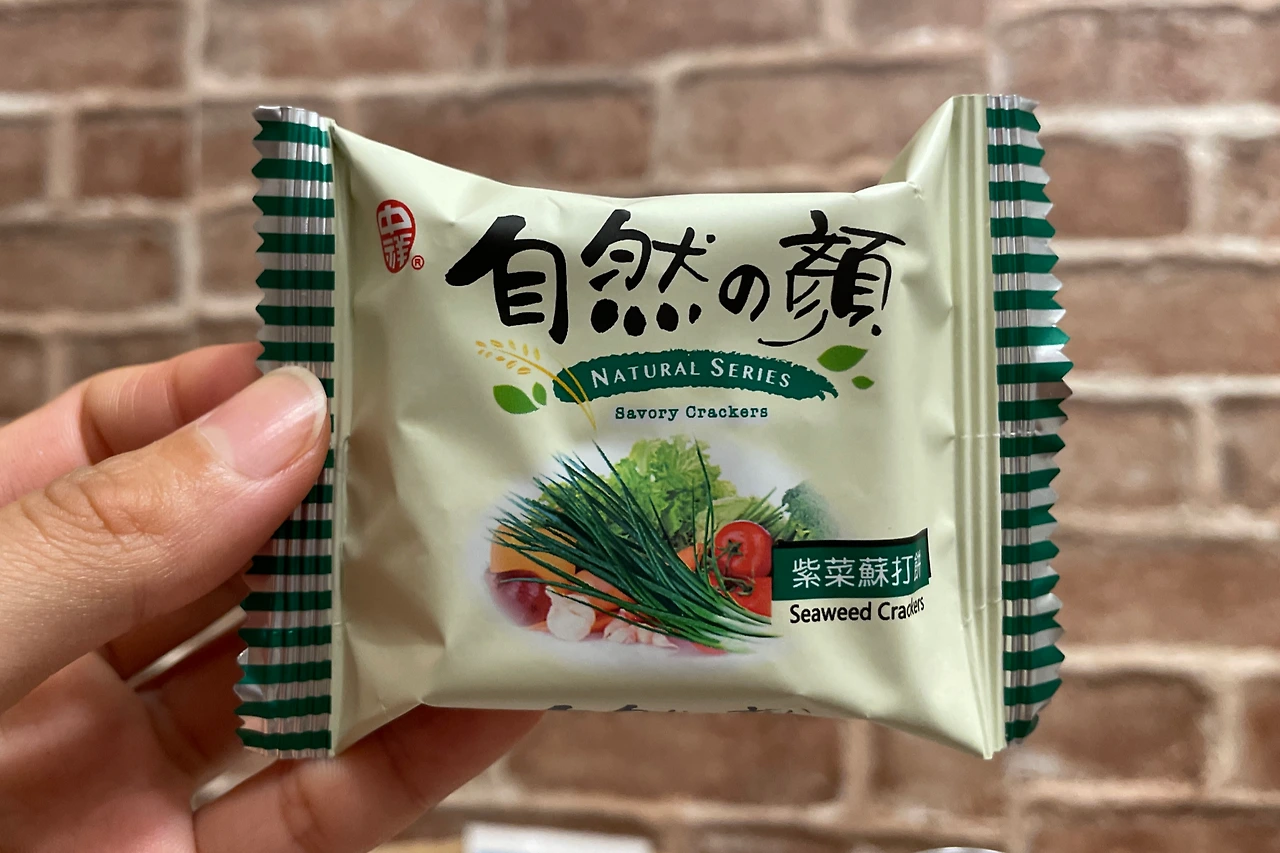 中祥®
自然の顏
NATURAL SERIES
Savory Crackers
紫菜蘇打餅
Seaweed Crackers